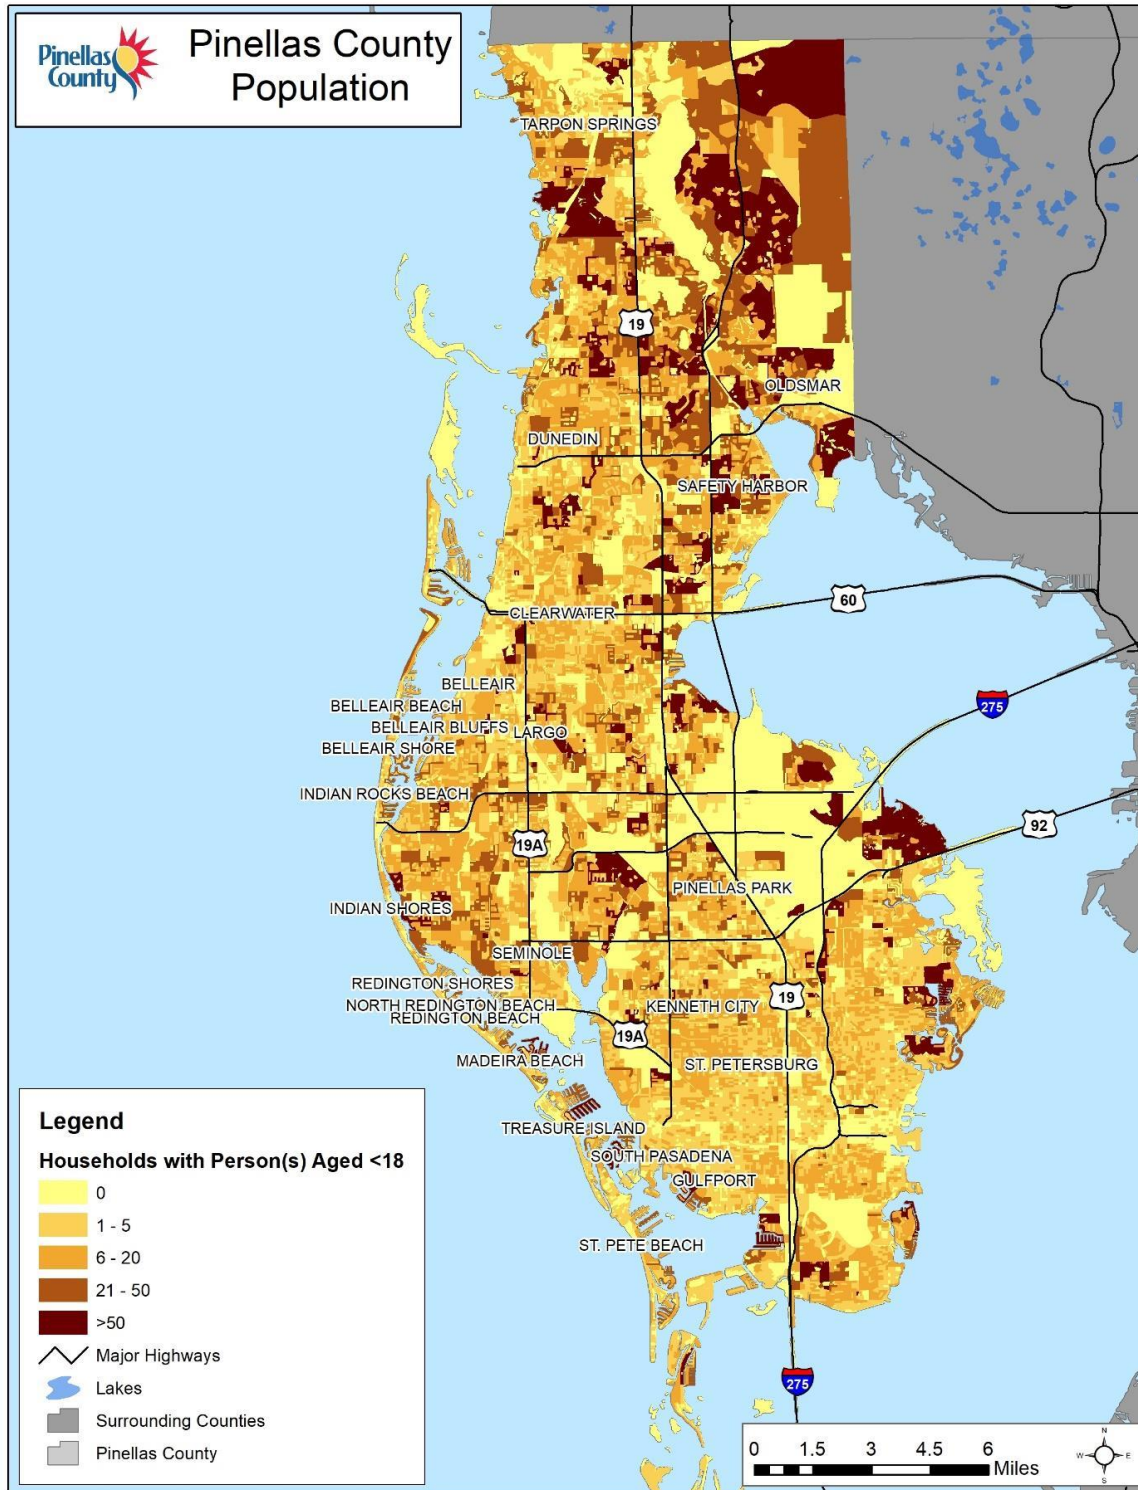 Pinellas
County
Pinellas County
Population
TARPON SPRINGS
19
OLDSMAR
DUNEDIN
SAFETY HARBOR
60
CLEARWATER
BELLEAIR
275
BELLEAIR BEACH
BELLEAIR BLUFFS
LARGO
BELLEAIR SHORE
INDIAN ROCKS BEACH
92
19A
PINELLAS PARK
INDIAN SHORES
SEMINOLE
REDINGTON SHORES
19
NORTH REDINGTON BEACH
KENNETH CITY
REDINGTON BEACH
19A
MADEIRA BEACH
ST. PETERSBURG
TREASURE ISLAND
SOUTH PASADENA
GULFPORT
ST. PETE BEACH
275
Legend
Households with Person(s) Aged <18
0
1 - 5
6 - 20
21 - 50
>50
Major Highways
Lakes
Surrounding Counties
Pinellas County
0 1.5 3 4.5 6
Miles
N
W E
S